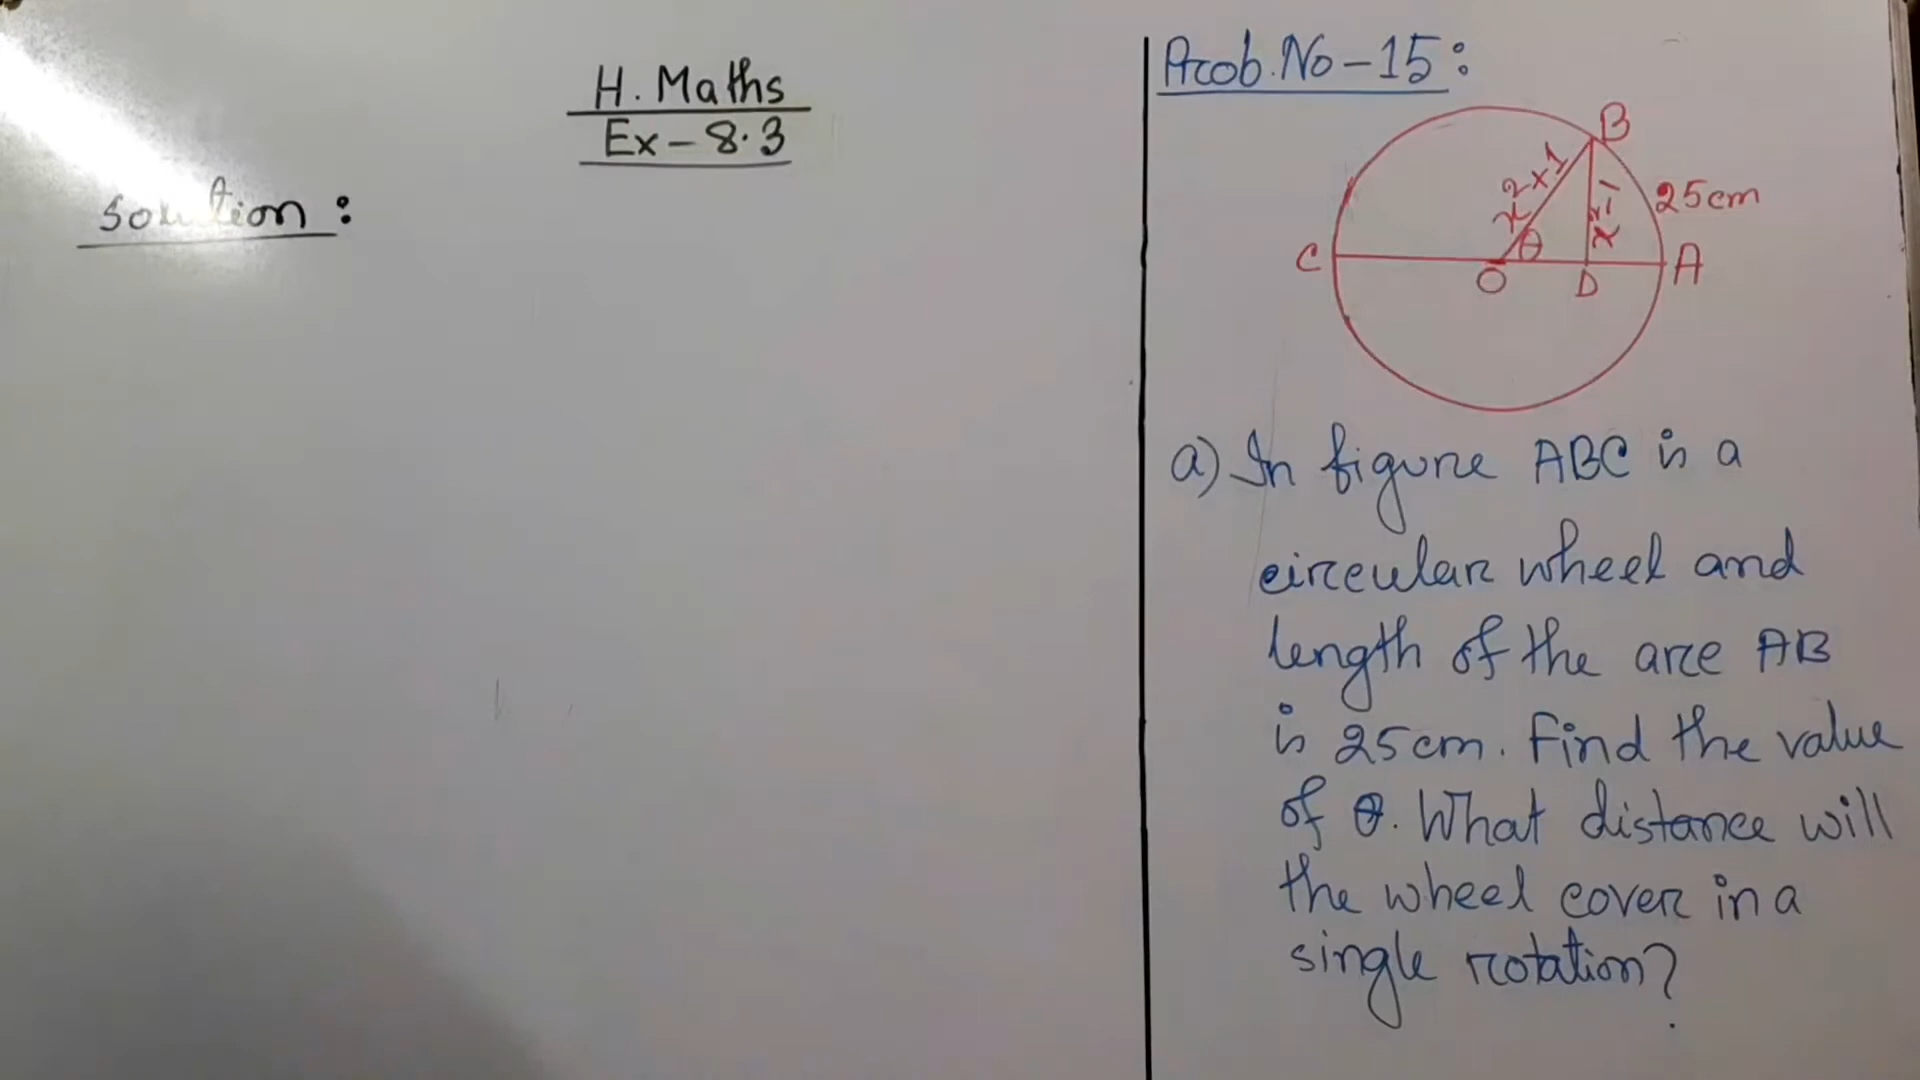 H. Maths
Ex - 8.3
Solution :
Prob. No - 15 :
B
x² + 1
x² - 1
25cm
θ
C
O
D
A
a) In figure ABC is a
circular wheel and
length of the arc AB
is 25cm. Find the value
of θ. What distance will
the wheel cover in a
single rotation?